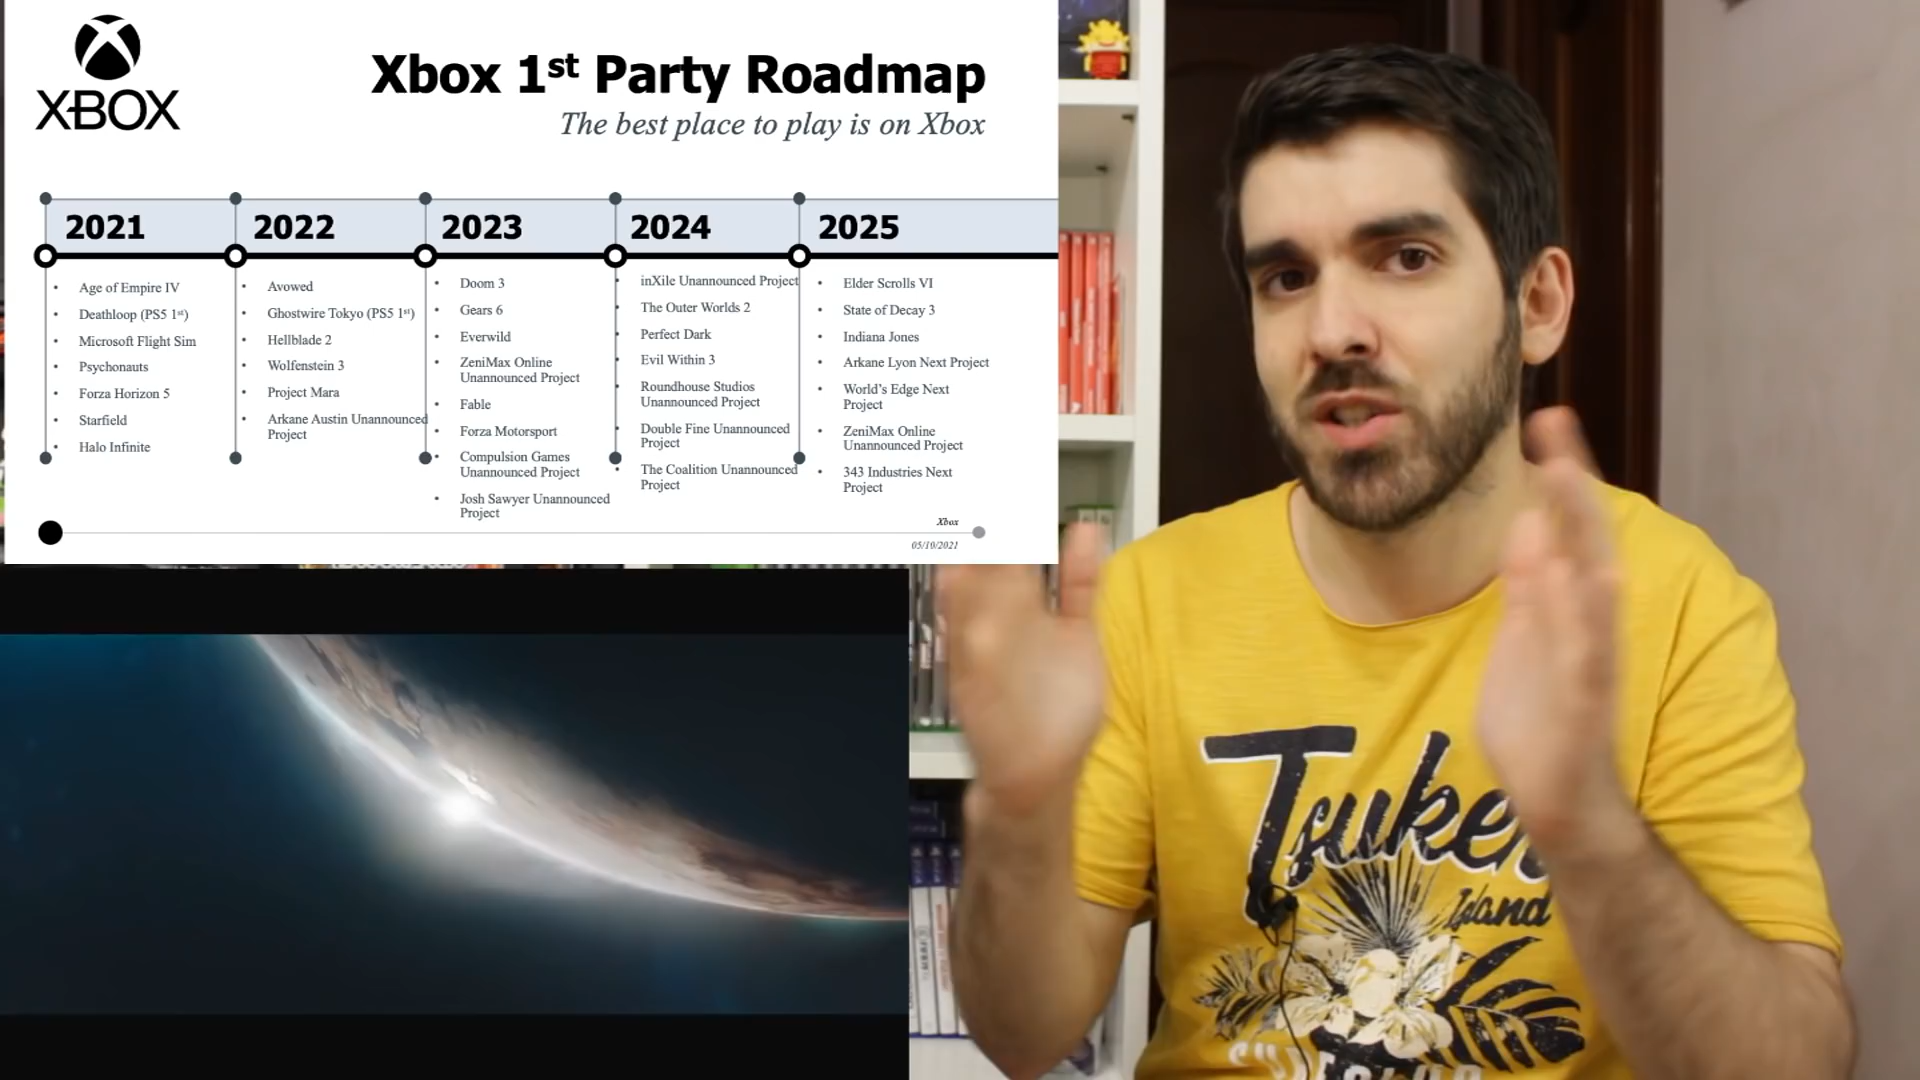 XBOX
Xbox 1st Party Roadmap
The best place to play is on Xbox
2021
2022
2023
2024
2025
• Age of Empire IV
• Deathloop (PS5 1st)
• Microsoft Flight Sim
• Psychonauts
• Forza Horizon 5
• Starfield
• Halo Infinite
• Avowed
• Ghostwire Tokyo (PS5 1st)
• Hellblade 2
• Wolfenstein 3
• Project Mara
• Arkane Austin Unannounced
Project
• Doom 3
• Gears 6
• Everwild
• ZeniMax Online
Unannounced Project
• Fable
• Forza Motorsport
• Compulsion Games
Unannounced Project
• Josh Sawyer Unannounced
Project
• inXile Unannounced Project
• The Outer Worlds 2
• Perfect Dark
• Evil Within 3
• Roundhouse Studios
Unannounced Project
• Double Fine Unannounced
Project
• The Coalition Unannounced
Project
• Elder Scrolls VI
• State of Decay 3
• Indiana Jones
• Arkane Lyon Next Project
• World's Edge Next
Project
• ZeniMax Online
Unannounced Project
• 343 Industries Next
Project
Xbox
05/10/2021
Island